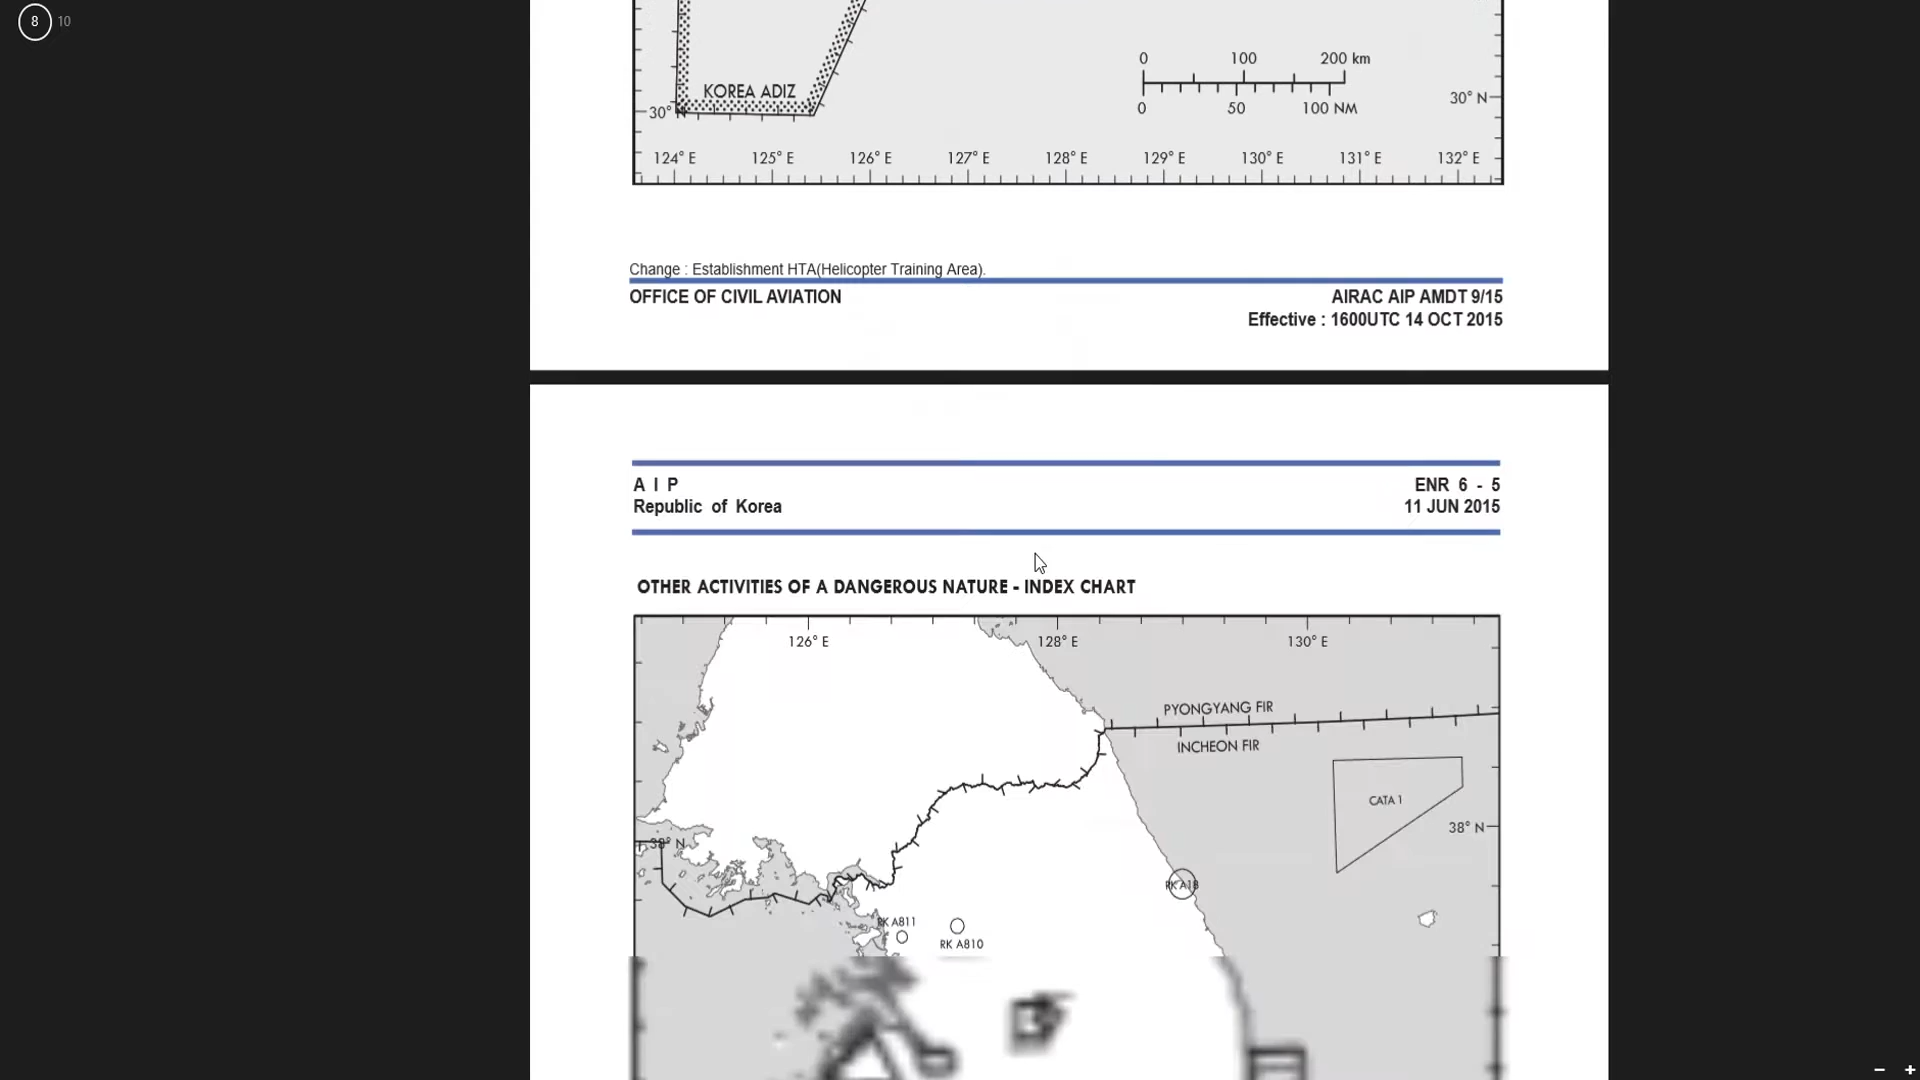 8 10
KOREA ADIZ
0 100 200 km
0 50 100 NM
30° 30° N
124° E 125° E 126° E 127° E 128° E 129° E 130° E 131° E 132° E
Change : Establishment HTA(Helicopter Training Area).
OFFICE OF CIVIL AVIATION AIRAC AIP AMDT 9/15
Effective : 1600UTC 14 OCT 2015
A I P ENR 6 - 5
Republic of Korea 11 JUN 2015
OTHER ACTIVITIES OF A DANGEROUS NATURE - INDEX CHART
126° E 128° E 130° E
PYONGYANG FIR
INCHEON FIR
CATA 1
38° N 38° N
RK A18
RK A811
RK A810